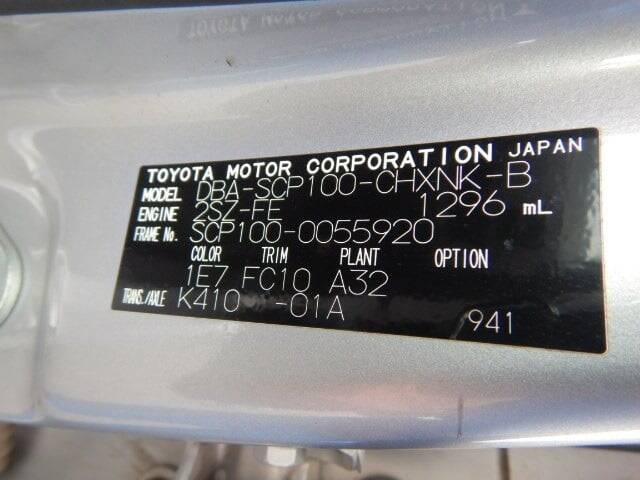 TOYOTA MOTOR CORPORATION JAPAN
MODEL DBA-SCP100-CHXNK-B
ENGINE 2SZ-FE 1296 mL
FRAME No. SCP100-0055920
COLOR TRIM PLANT OPTION
1E7 FC10 A32
TRANS./AXLE K410 -01A
941